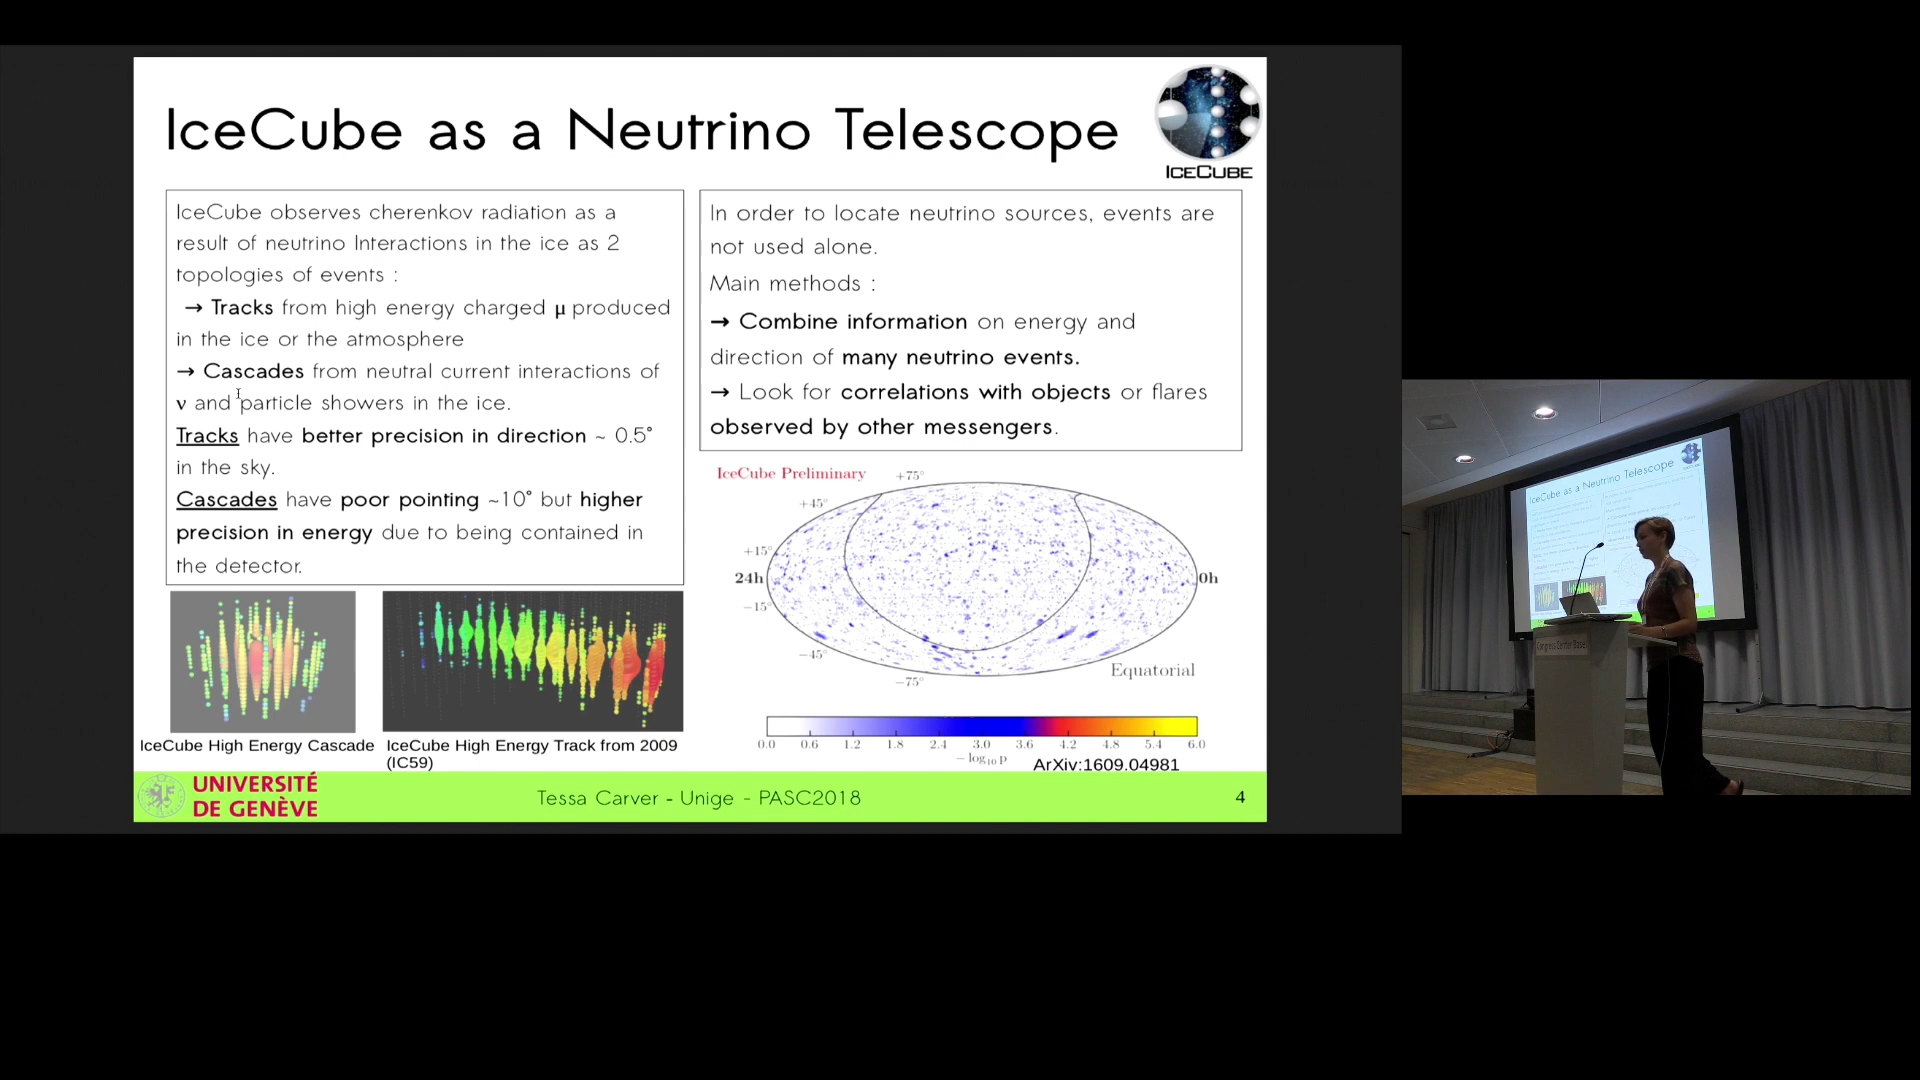 IceCube as a Neutrino Telescope
ICECUBE
IceCube observes cherenkov radiation as a
result of neutrino Interactions in the ice as 2
topologies of events :
→ Tracks from high energy charged μ produced
in the ice or the atmosphere
→ Cascades from neutral current interactions of
ν and particle showers in the ice.
Tracks have better precision in direction ~ 0.5°
in the sky.
Cascades have poor pointing ~10° but higher
precision in energy due to being contained in
the detector.
IceCube High Energy Cascade
IceCube High Energy Track from 2009
(IC59)
In order to locate neutrino sources, events are
not used alone.
Main methods :
→ Combine information on energy and
direction of many neutrino events.
→ Look for correlations with objects or flares
observed by other messengers.
IceCube Preliminary
+75°
+45°
+15°
24h
0h
−15°
−45°
−75°
Equatorial
0.0 0.6 1.2 1.8 2.4 3.0 3.6 4.2 4.8 5.4 6.0
− log10 p
ArXiv:1609.04981
UNIVERSITÉ
DE GENÈVE
Tessa Carver - Unige - PASC2018
4
IceCube as a Neutrino Telescope
Congress Center Basel